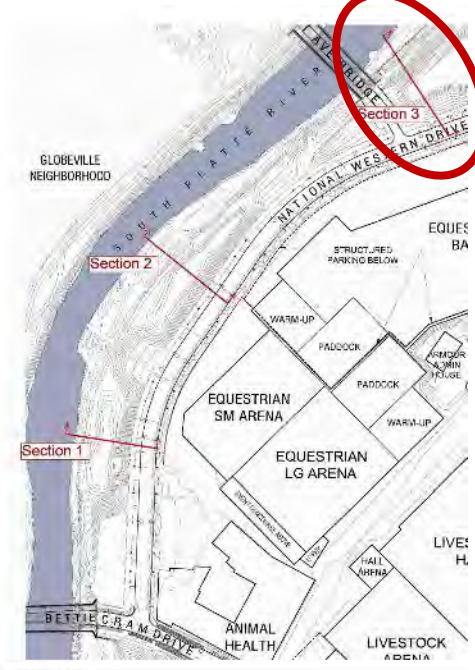 AVE BRIDGE
Section 3
SOUTH PLATTE RIVER
GLOBEVILLE
NEIGHBORHOOD
NATIONAL WESTERN DRIVE
EQUES
BA
STRUCTURED
PARKING BELOW
Section 2
WARM-UP
PADDOCK
ARMOUR
ADMIN
HOUSE
PADDOCK
EQUESTRIAN
SM ARENA
WARM-UP
Section 1
EQUESTRIAN
LG ARENA
LIVES
HA
HALL
ARENA
BETTIE CRAM DRIVE
ANIMAL
HEALTH
LIVESTOCK
ARENA